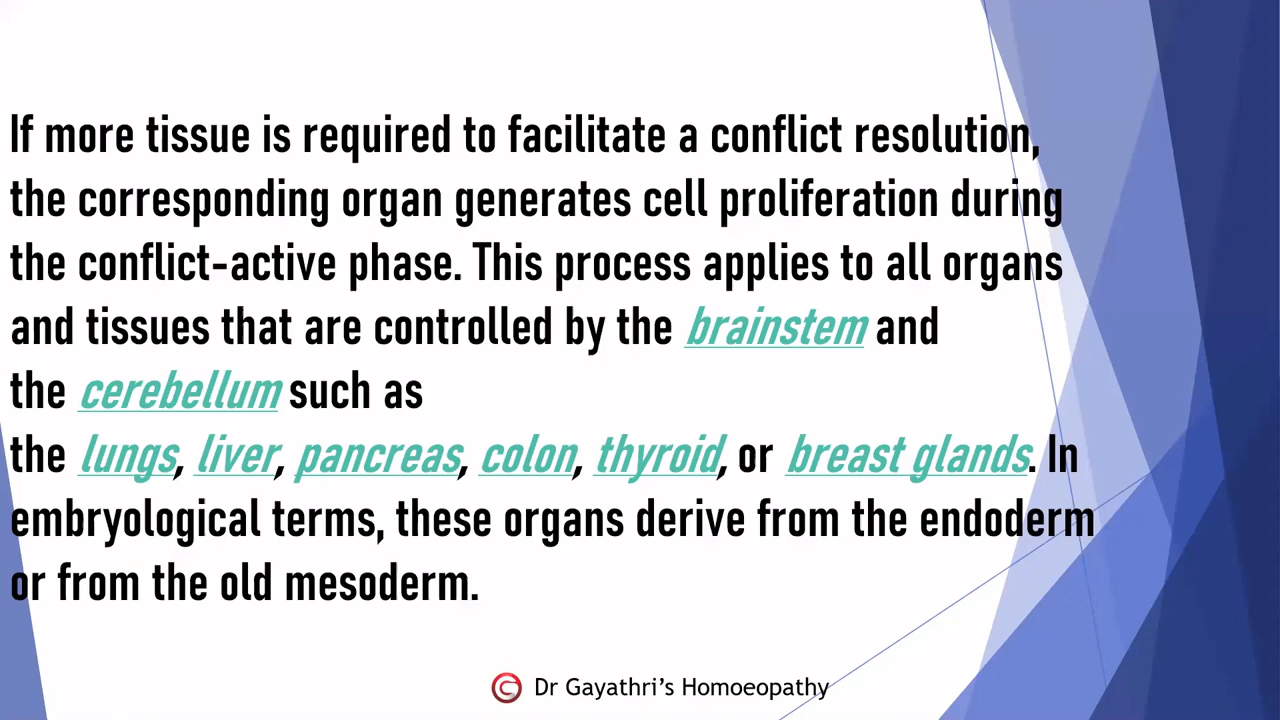 If more tissue is required to facilitate a conflict resolution,
the corresponding organ generates cell proliferation during
the conflict-active phase. This process applies to all organs
and tissues that are controlled by the brainstem and
the cerebellum such as
the lungs, liver, pancreas, colon, thyroid, or breast glands. In
embryological terms, these organs derive from the endoderm
or from the old mesoderm.
Dr Gayathri's Homoeopathy